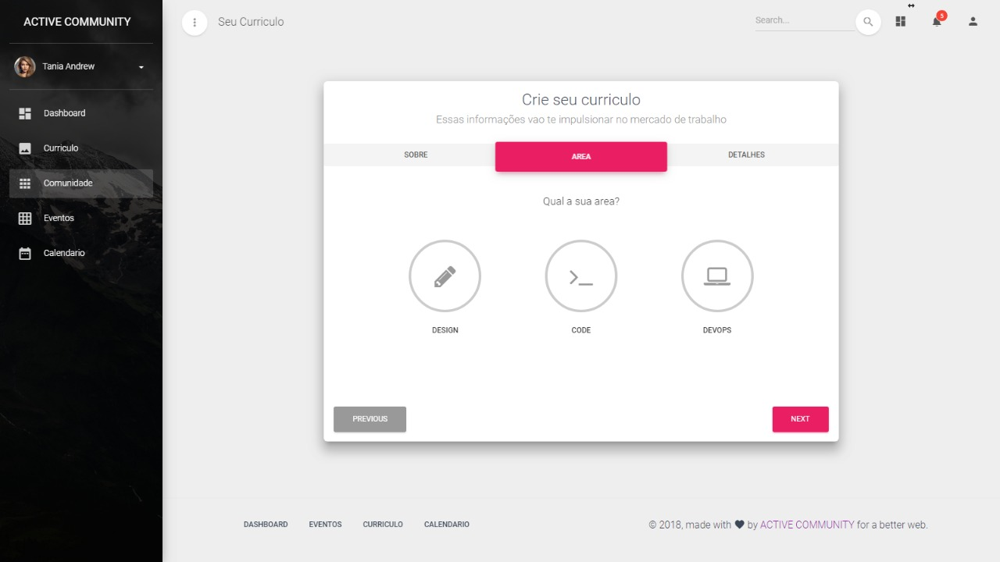 ACTIVE COMMUNITY
Tania Andrew
Dashboard
Curriculo
Comunidade
Eventos
Calendario
Seu Curriculo
Search...
5
Crie seu curriculo
Essas informações vao te impulsionar no mercado de trabalho
SOBRE
AREA
DETALHES
Qual a sua area?
DESIGN
CODE
DEVOPS
PREVIOUS
NEXT
DASHBOARD
EVENTOS
CURRICULO
CALENDARIO
© 2018, made with ♥ by ACTIVE COMMUNITY for a better web.